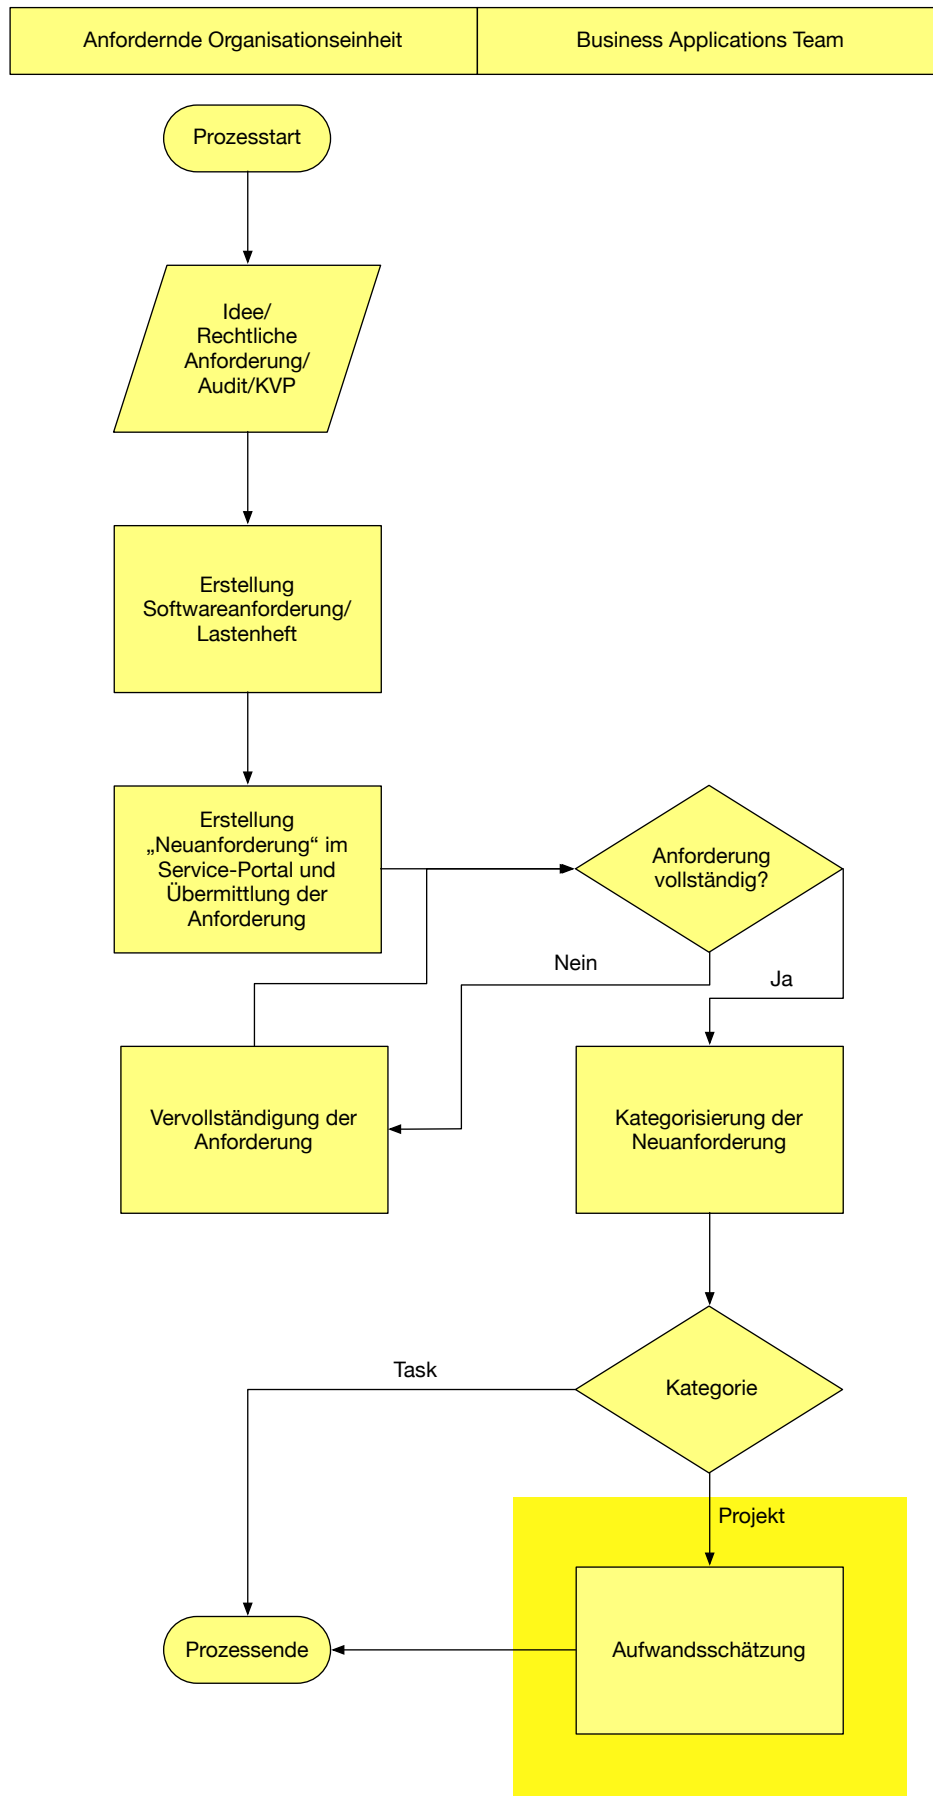 Anfordernde Organisationseinheit
Business Applications Team
Prozesstart
Idee/
Rechtliche
Anforderung/
Audit/KVP
Erstellung
Softwareanforderung/
Lastenheft
Erstellung
„Neuanforderung“ im
Service-Portal und
Übermittlung der
Anforderung
Anforderung
vollständig?
Nein
Ja
Vervollständigung der
Anforderung
Kategorisierung der
Neuanforderung
Task
Kategorie
Projekt
Prozessende
Aufwandsschätzung